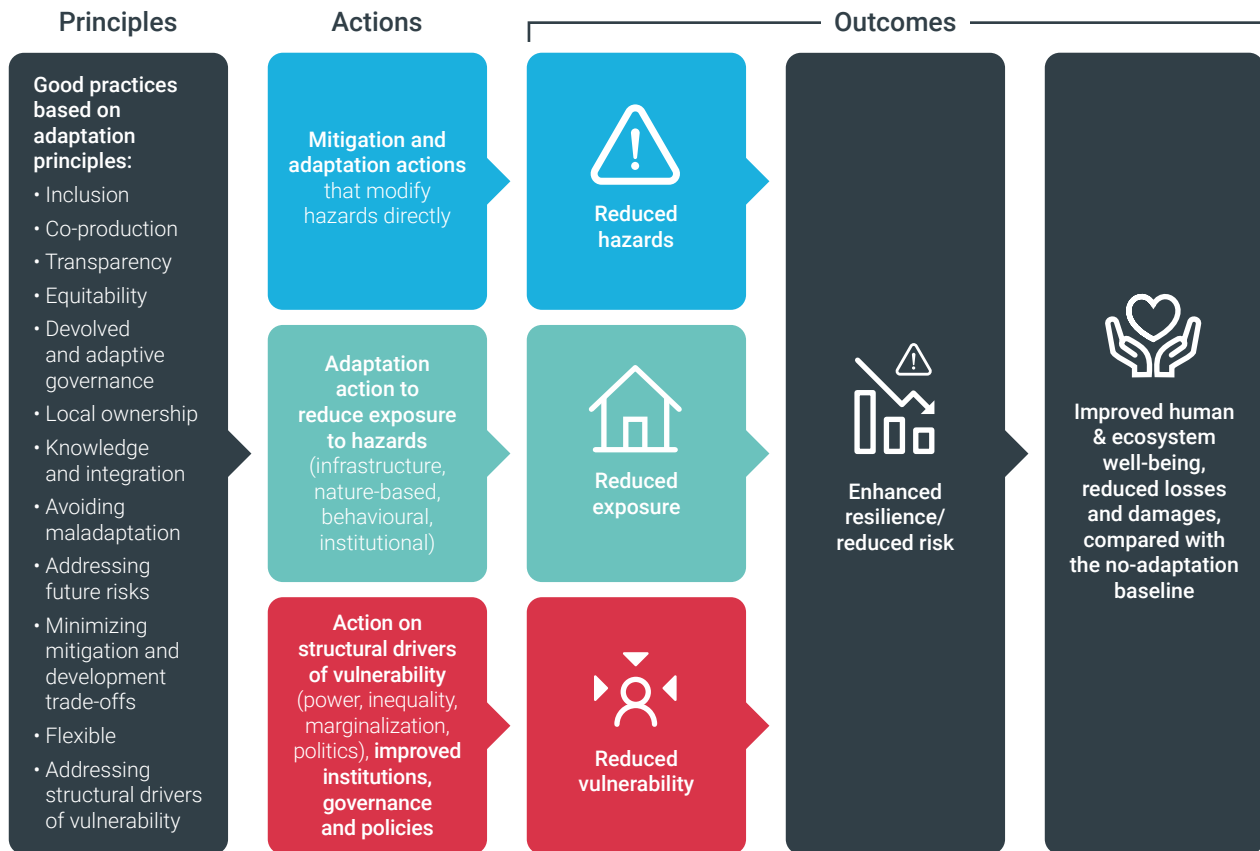 Principles
Actions
Outcomes
Good practices
based on
adaptation
principles:
• Inclusion
• Co-production
• Transparency
• Equitability
• Devolved
and adaptive
governance
• Local ownership
• Knowledge
and integration
• Avoiding
maladaptation
• Addressing
future risks
• Minimizing
mitigation and
development
trade-offs
• Flexible
• Addressing
structural drivers
of vulnerability
Mitigation and
adaptation actions
that modify
hazards directly
Adaptation
action to
reduce exposure
to hazards
(infrastructure,
nature-based,
behavioural,
institutional)
Action on
structural drivers
of vulnerability
(power, inequality,
marginalization,
politics), improved
institutions,
governance
and policies
Reduced
hazards
Reduced
exposure
Reduced
vulnerability
Enhanced
resilience/
reduced risk
Improved human
& ecosystem
well-being,
reduced losses
and damages,
compared with
the no-adaptation
baseline